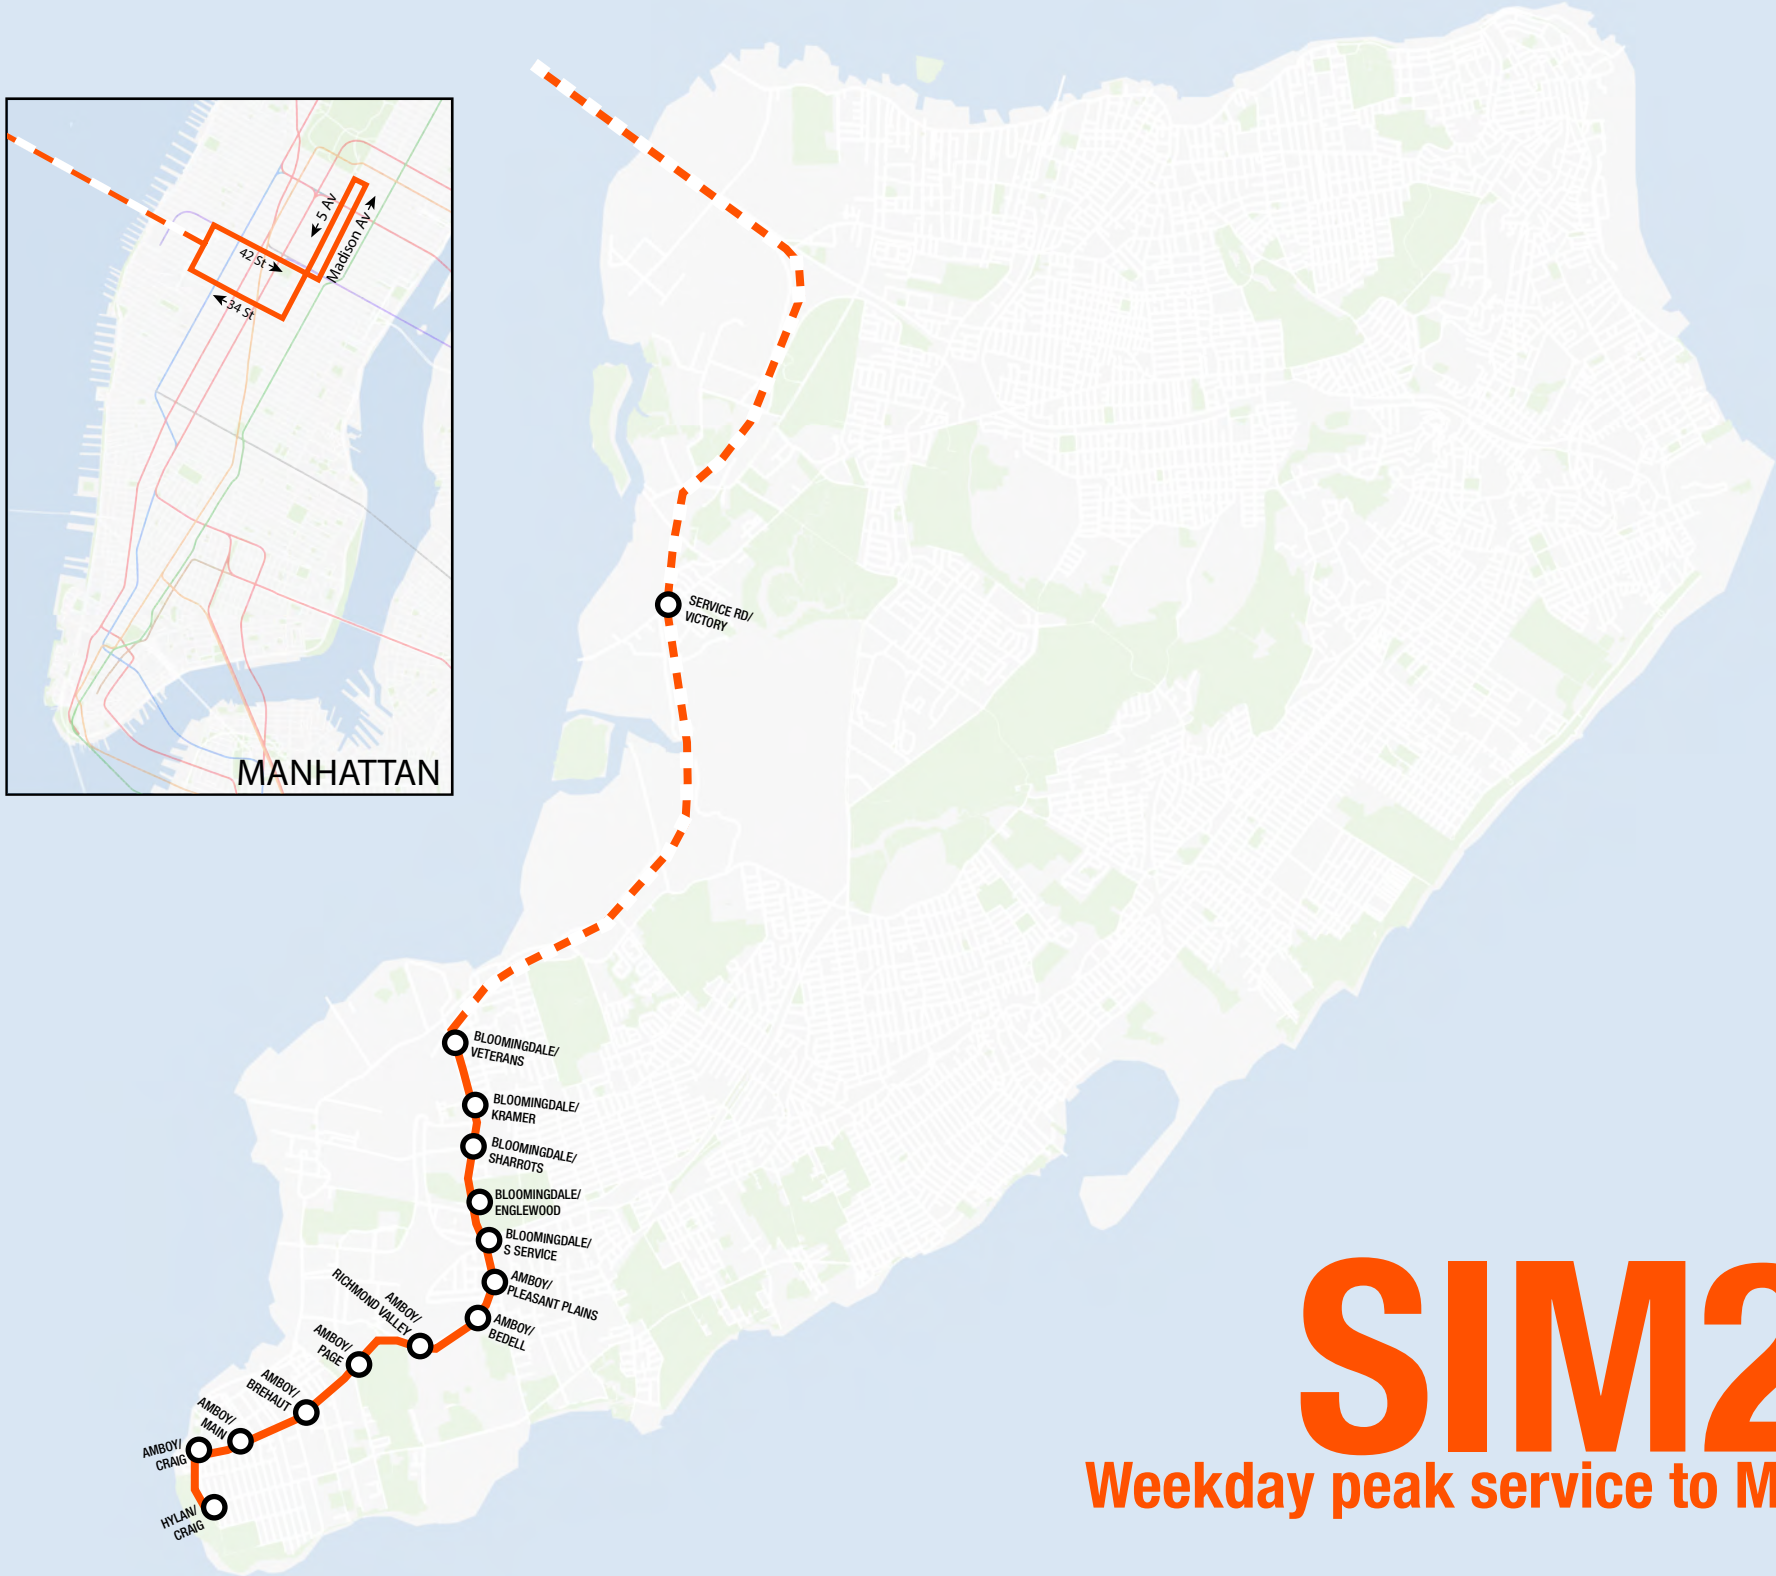 5 Av
Madison Av
42 St
34 St
MANHATTAN
SERVICE RD/
VICTORY
BLOOMINGDALE/
VETERANS
BLOOMINGDALE/
KRAMER
BLOOMINGDALE/
SHARROTS
BLOOMINGDALE/
ENGLEWOOD
BLOOMINGDALE/
S SERVICE
AMBOY/
PLEASANT PLAINS
AMBOY/
BEDELL
AMBOY/
RICHMOND VALLEY
AMBOY/
PAGE
AMBOY/
BREHAUT
AMBOY/
MAIN
AMBOY/
CRAIG
HYLAN/
CRAIG
SIM2
Weekday peak service to M